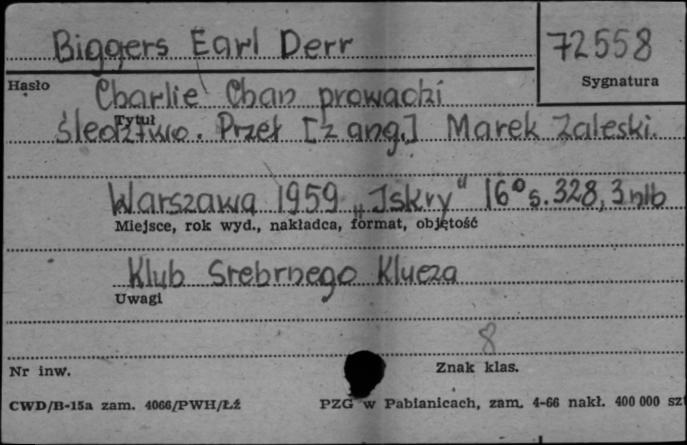 Biggers Earl Derr
72558
Hasło
Sygnatura
Charlie Chan prowadzi
Tytuł
śledztwo. Przeł [z ang.] Marek Zaleski.
Warszawa 1959 „Iskry" 16° s. 328, 3 nlb
Miejsce, rok wyd., nakładca, format, objętość
Klub Srebrnego Klucza
Uwagi
8
Nr inw.
Znak klas.
CWD/B-15a zam. 4066/PWH/Łź
PZG w Pabianicach, zam. 4-66 nakł. 400 000 szt